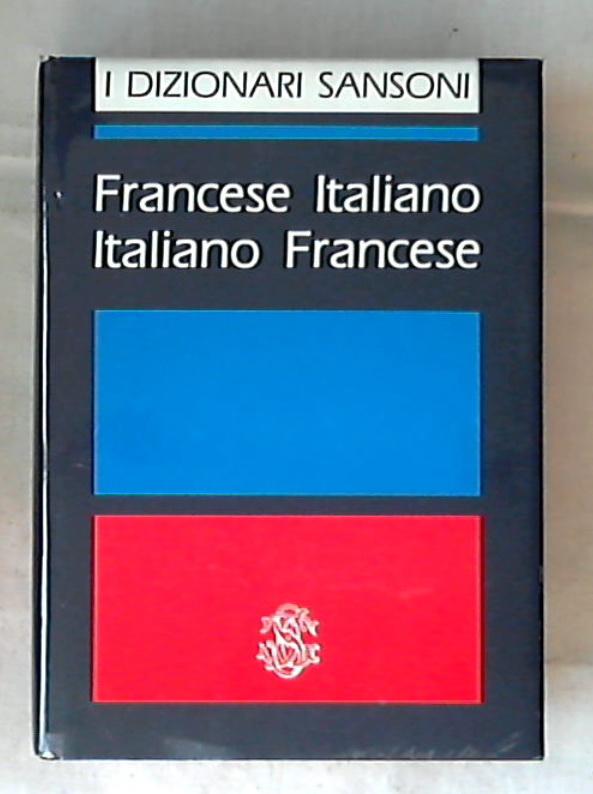 I DIZIONARI SANSONI
Francese Italiano
Italiano Francese